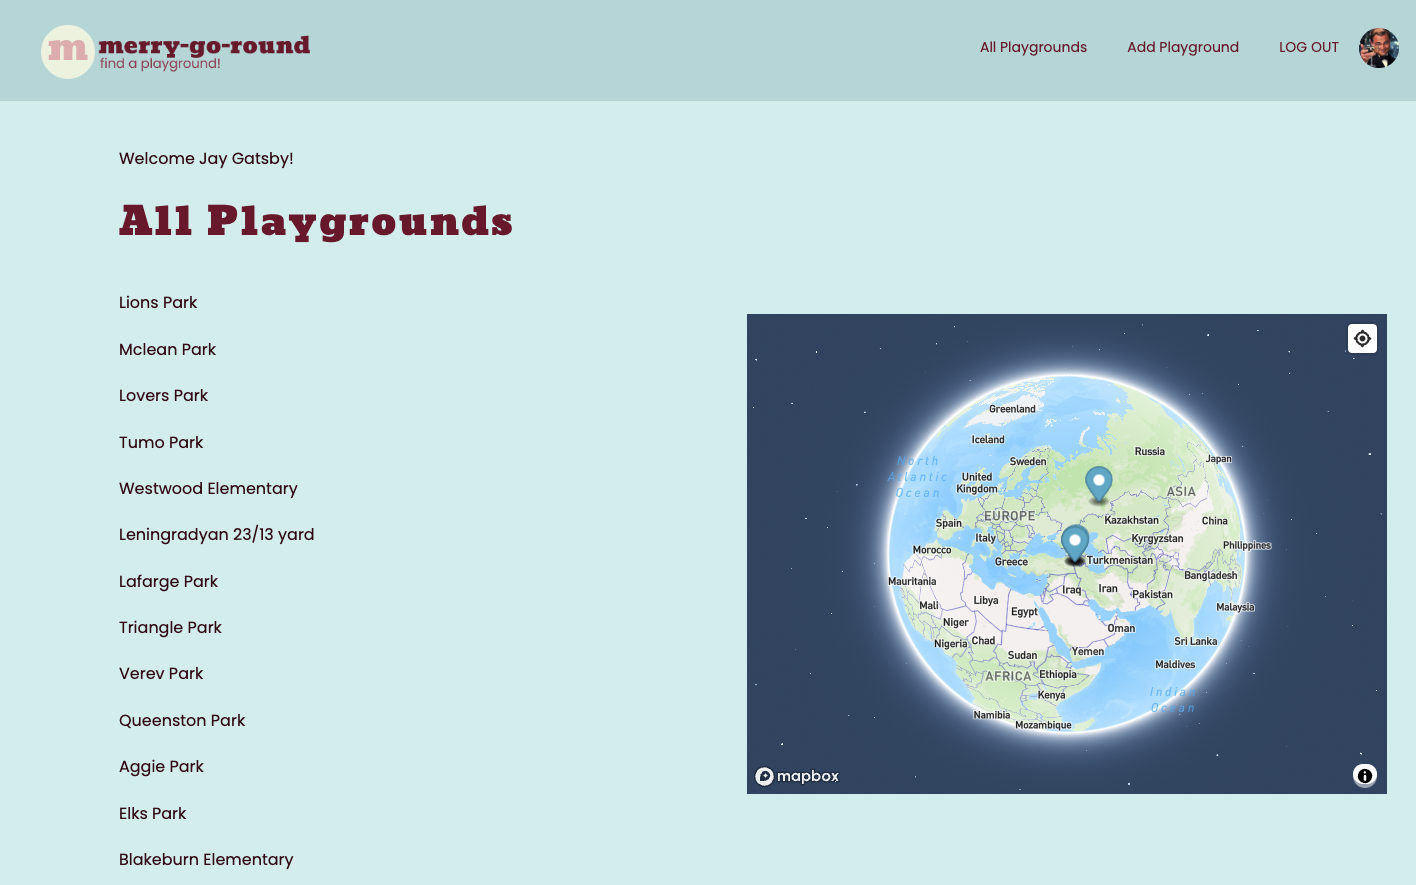 m merry-go-round
find a playground!
All Playgrounds
Add Playground
LOG OUT
Welcome Jay Gatsby!
All Playgrounds
Lions Park
Mclean Park
Lovers Park
Tumo Park
Westwood Elementary
Leningradyan 23/13 yard
Lafarge Park
Triangle Park
Verev Park
Queenston Park
Aggie Park
Elks Park
Blakeburn Elementary
Greenland
Iceland
Russia
Japan
North
Atlantic
Ocean
Sweden
United
Kingdom
ASIA
EUROPE
Spain
Kazakhstan
China
Italy
Kyrgyzstan
Morocco
Philippines
Greece
Turkmenistan
Mauritania
Bangladesh
Iraq
Iran
Pakistan
Mali
Libya
Egypt
Malaysia
Niger
Oman
Nigeria
Chad
Sri Lanka
Sudan
Yemen
Maldives
AFRICA
Ethiopia
Kenya
Indian
Ocean
Namibia
Mozambique
mapbox